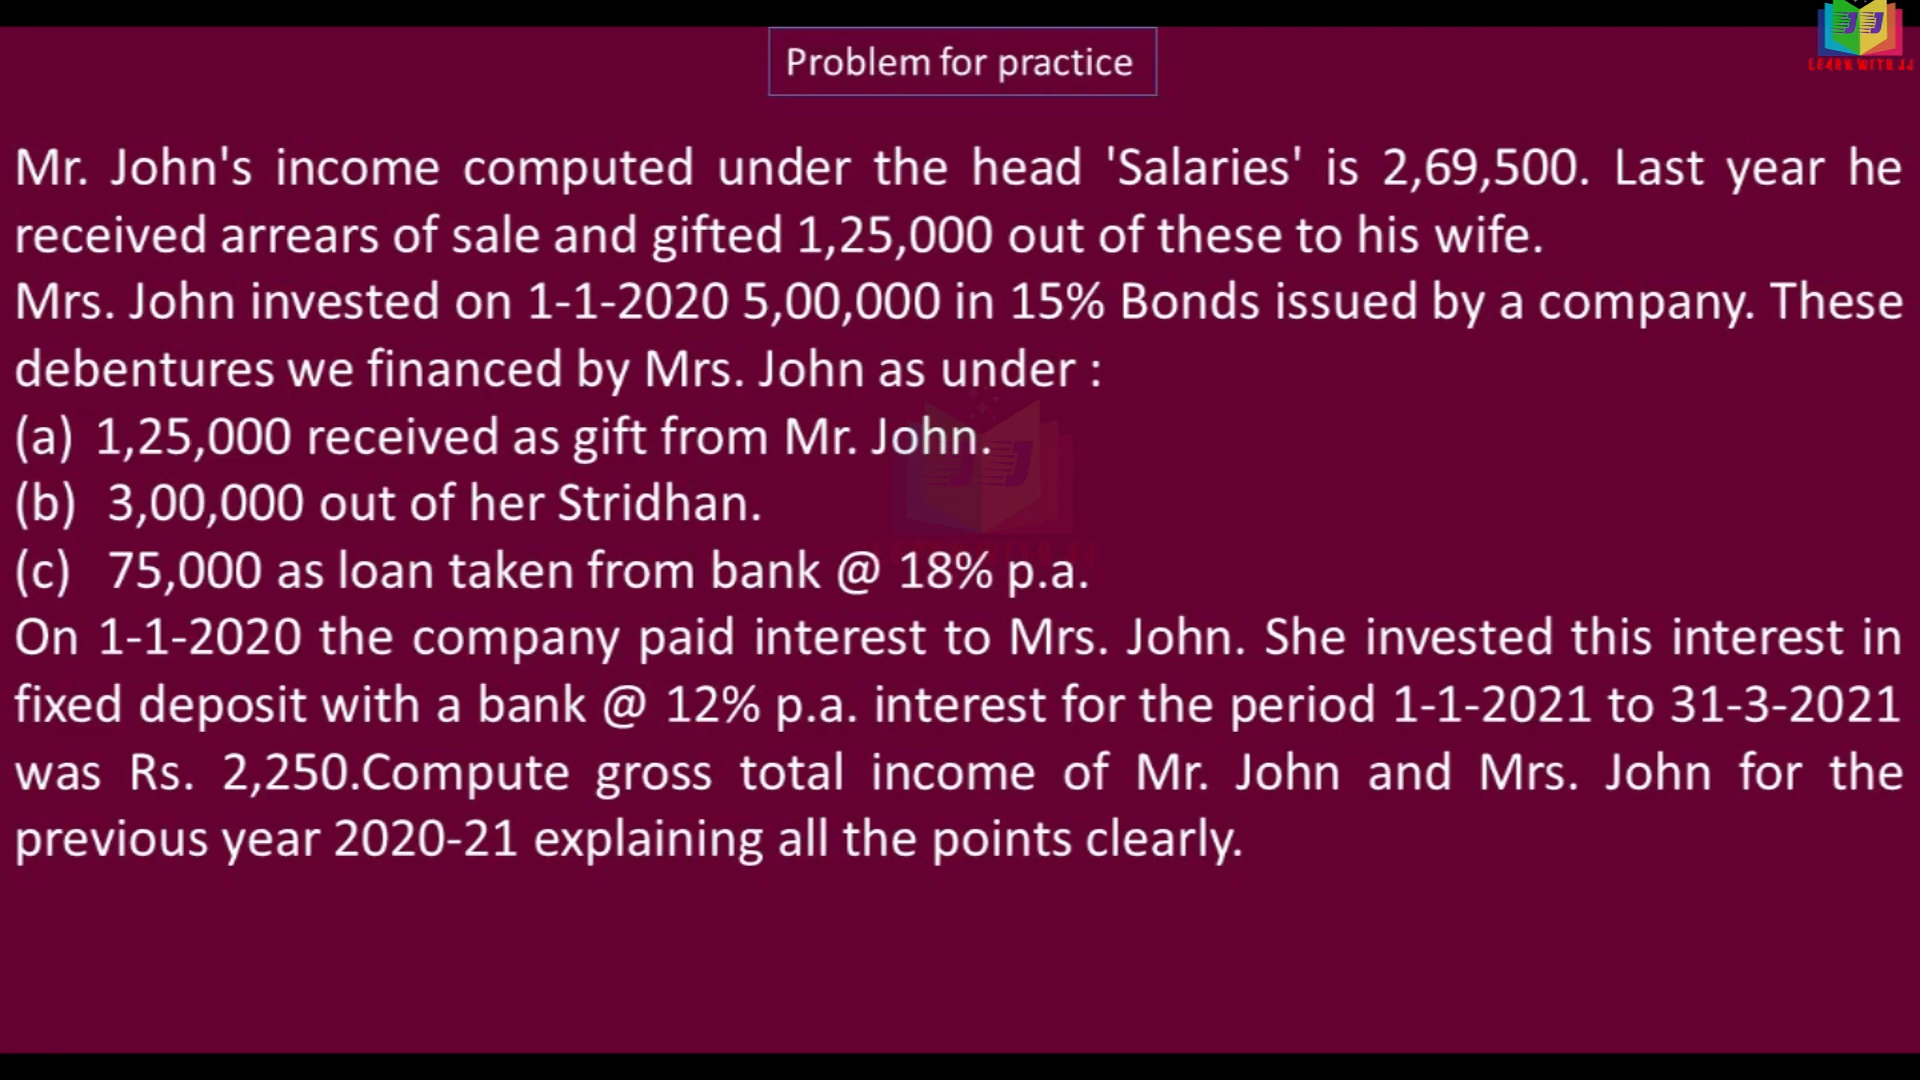 LEARN WITH JJ
Problem for practice
Mr. John's income computed under the head 'Salaries' is 2,69,500. Last year he
received arrears of sale and gifted 1,25,000 out of these to his wife.
Mrs. John invested on 1-1-2020 5,00,000 in 15% Bonds issued by a company. These
debentures we financed by Mrs. John as under :
(a) 1,25,000 received as gift from Mr. John.
(b) 3,00,000 out of her Stridhan.
(c) 75,000 as loan taken from bank @ 18% p.a.
On 1-1-2020 the company paid interest to Mrs. John. She invested this interest in
fixed deposit with a bank @ 12% p.a. interest for the period 1-1-2021 to 31-3-2021
was Rs. 2,250.Compute gross total income of Mr. John and Mrs. John for the
previous year 2020-21 explaining all the points clearly.